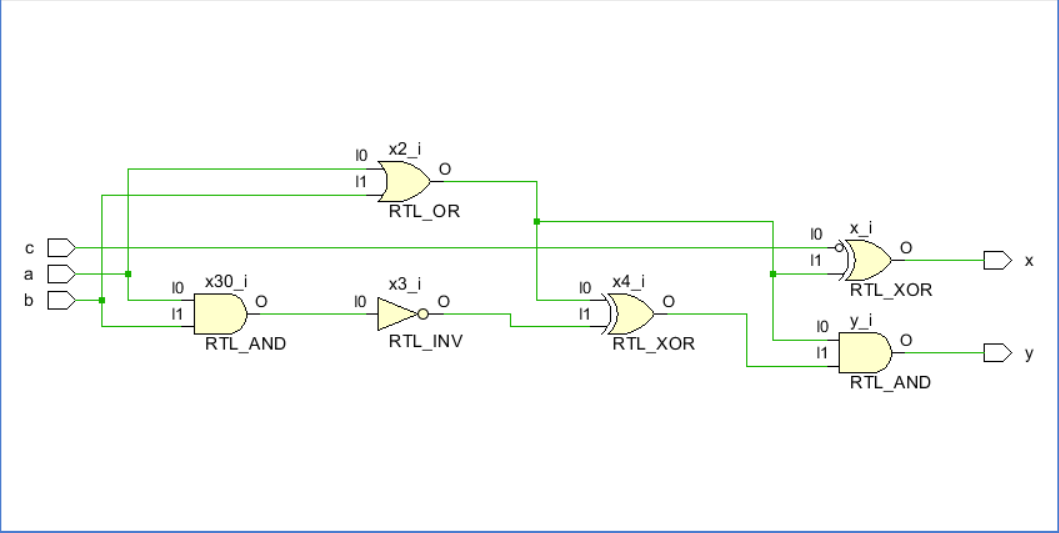 x2_i
I0
I1
O
RTL_OR
c
a
b
x30_i
I0
I1
O
RTL_AND
x3_i
I0
O
RTL_INV
x4_i
I0
I1
O
RTL_XOR
x_i
I0
I1
O
RTL_XOR
x
y_i
I0
I1
O
RTL_AND
y